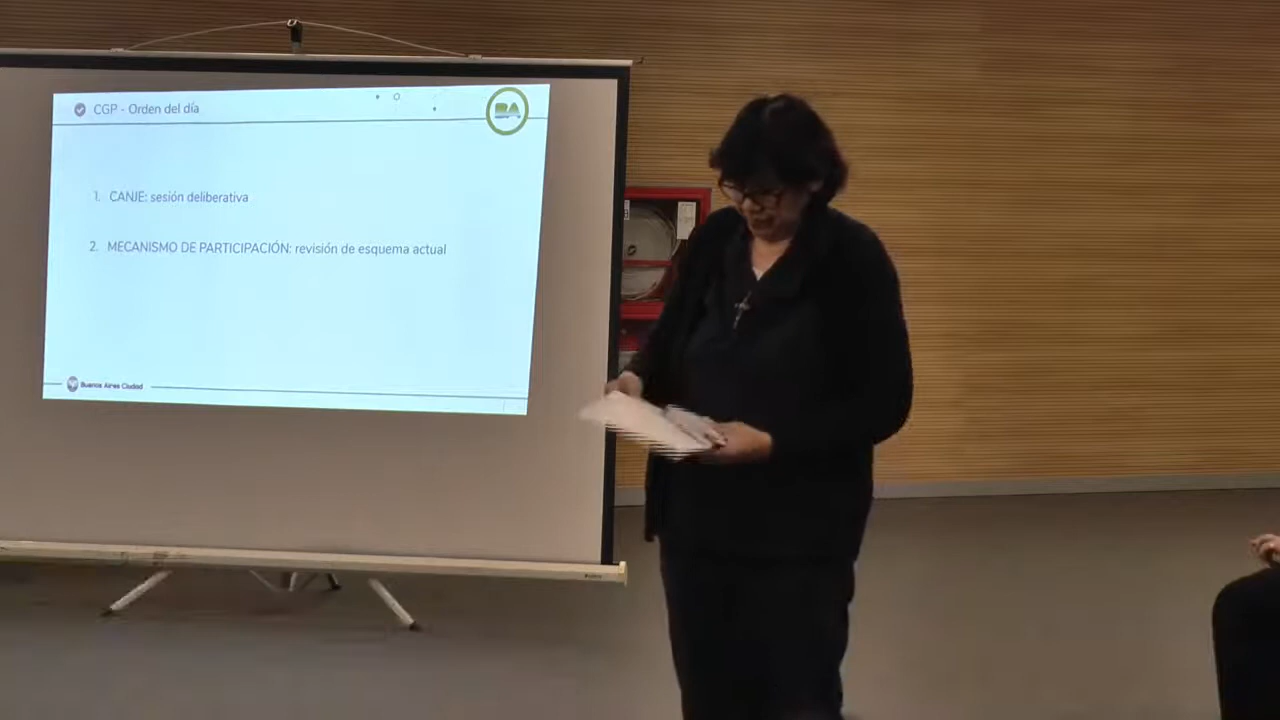 CGP - Orden del día
BA
1. CANJE: sesión deliberativa
2. MECANISMO DE PARTICIPACIÓN: revisión de esquema actual
Buenos Aires Ciudad